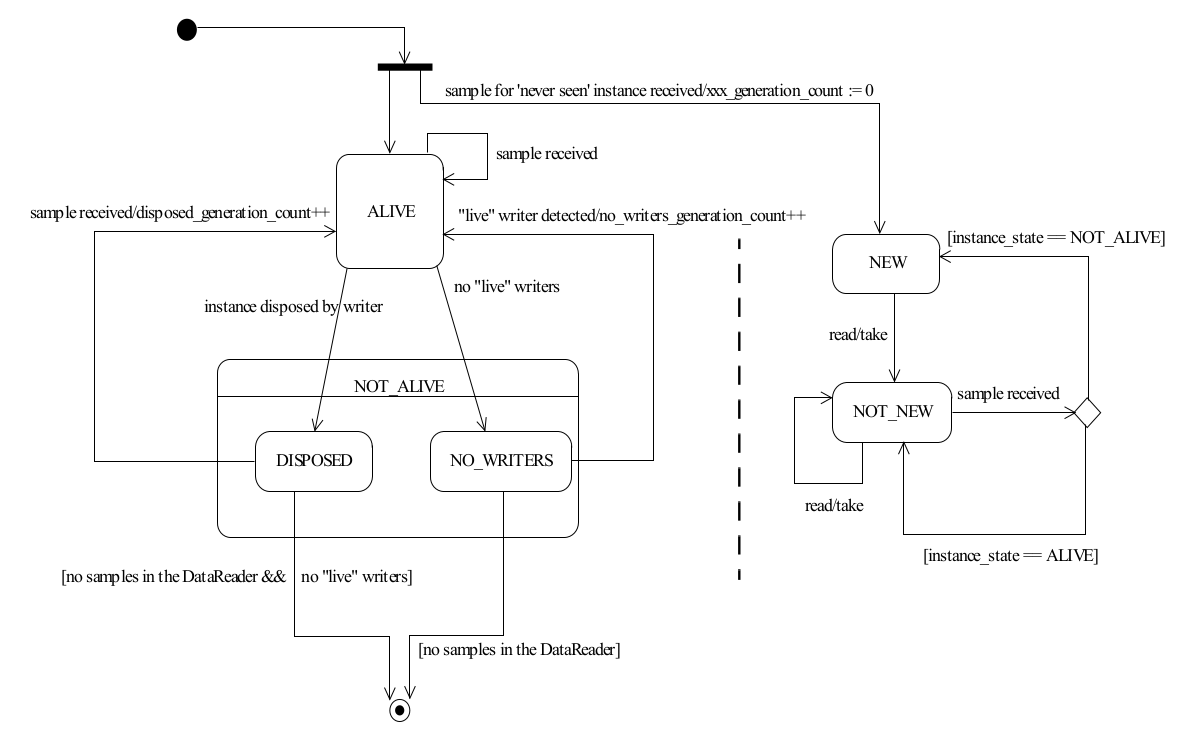 sample for 'never seen' instance received/xxx_generation_count := 0
sample received
ALIVE
sample received/disposed_generation_count++
"live" writer detected/no_writers_generation_count++
[instance_state == NOT_ALIVE]
NEW
no "live" writers
instance disposed by writer
read/take
NOT_ALIVE
sample received
NOT_NEW
DISPOSED
NO_WRITERS
read/take
[instance_state == ALIVE]
[no samples in the DataReader && no "live" writers]
[no samples in the DataReader]